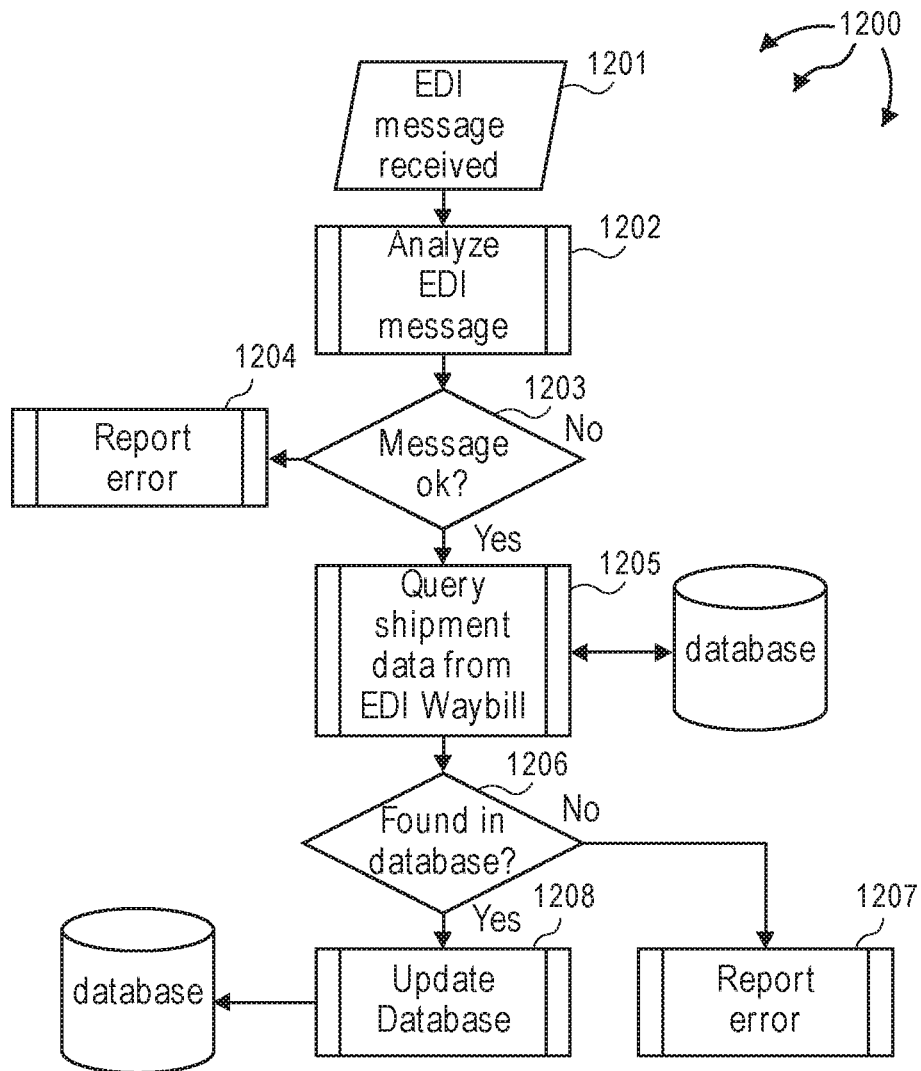 1200
1201
EDI
message
received
1202
Analyze
EDI
message
1204
Report
error
1203
No
Message
ok?
Yes
1205
Query
shipment
data from
EDI Waybill
database
1206
No
Found in
database?
Yes
1208
Update
Database
database
1207
Report
error